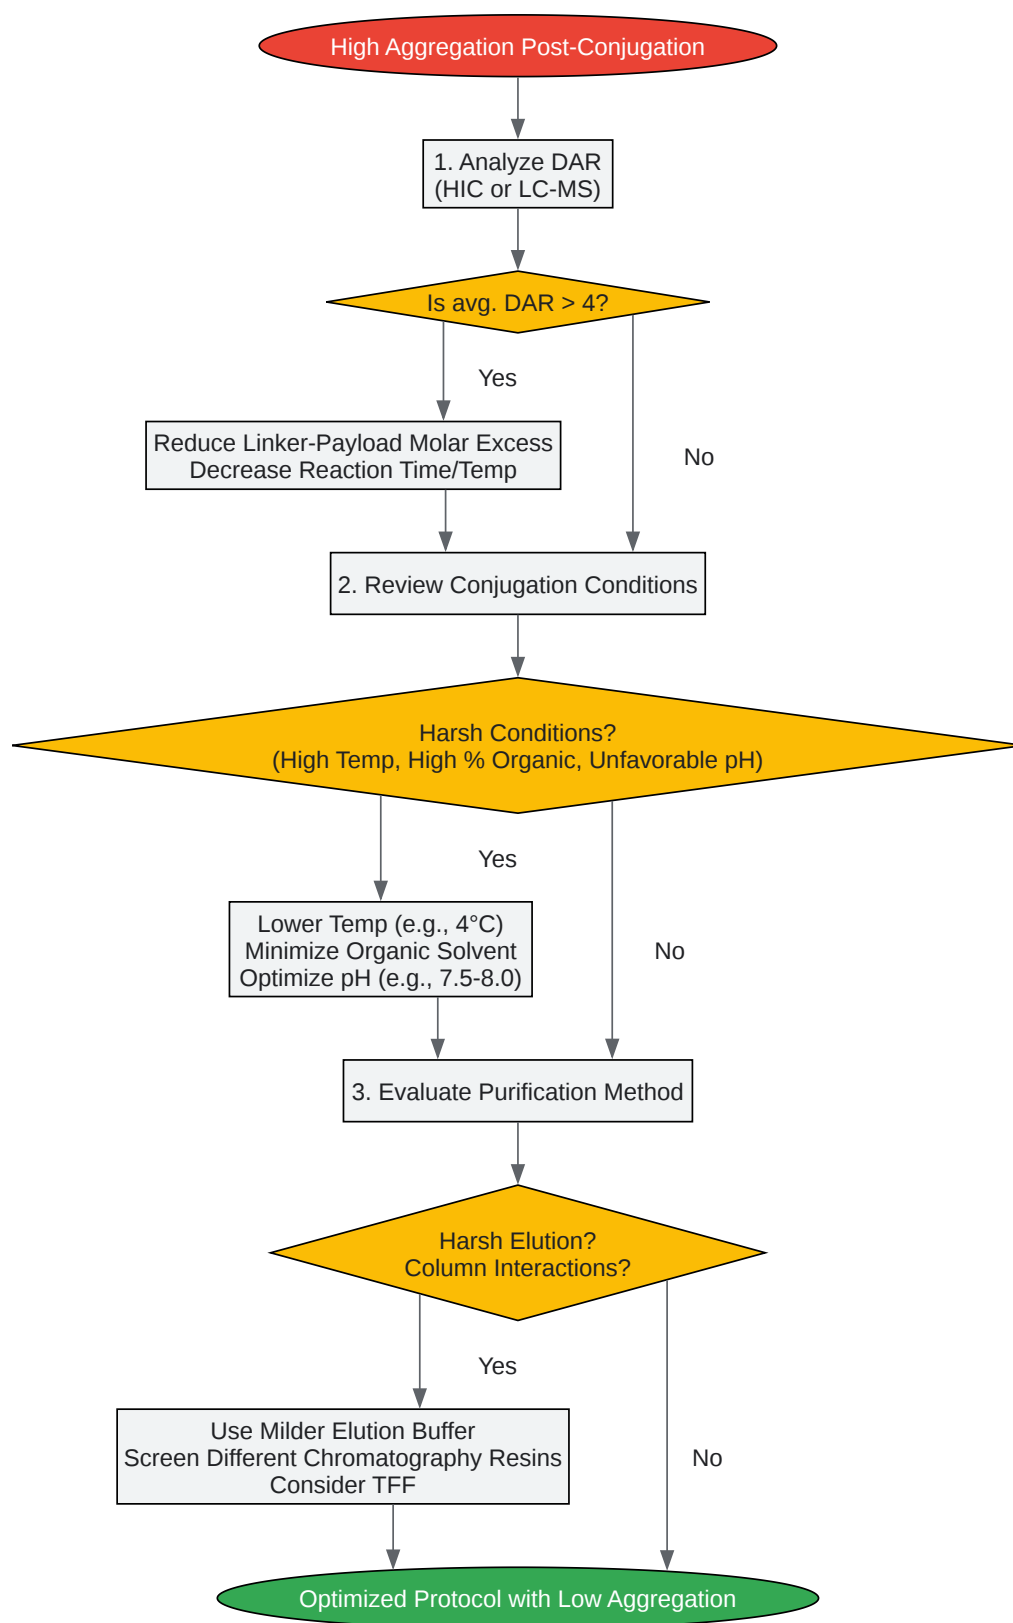 High Aggregation Post-Conjugation
1. Analyze DAR
(HIC or LC-MS)
Is avg. DAR > 4?
Yes
Reduce Linker-Payload Molar Excess
Decrease Reaction Time/Temp
No
2. Review Conjugation Conditions
Harsh Conditions?
(High Temp, High % Organic, Unfavorable pH)
Yes
Lower Temp (e.g., 4°C)
Minimize Organic Solvent
Optimize pH (e.g., 7.5-8.0)
No
3. Evaluate Purification Method
Harsh Elution?
Column Interactions?
Yes
Use Milder Elution Buffer
Screen Different Chromatography Resins
Consider TFF
No
Optimized Protocol with Low Aggregation